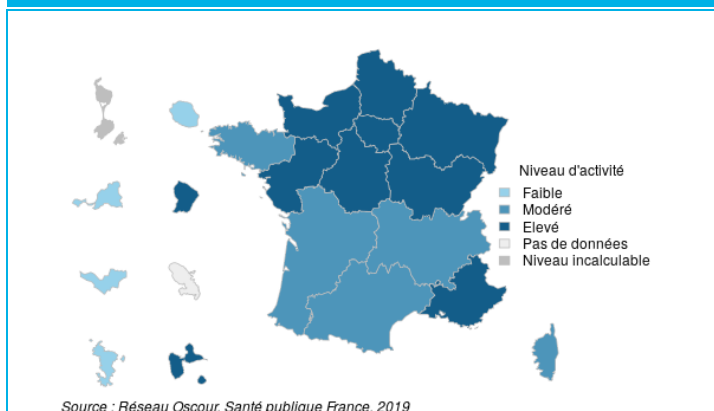 Niveau d'activité
Faible
Modéré
Elevé
Pas de données
Niveau incalculable
Source : Réseau Oscour, Santé publique France, 2019